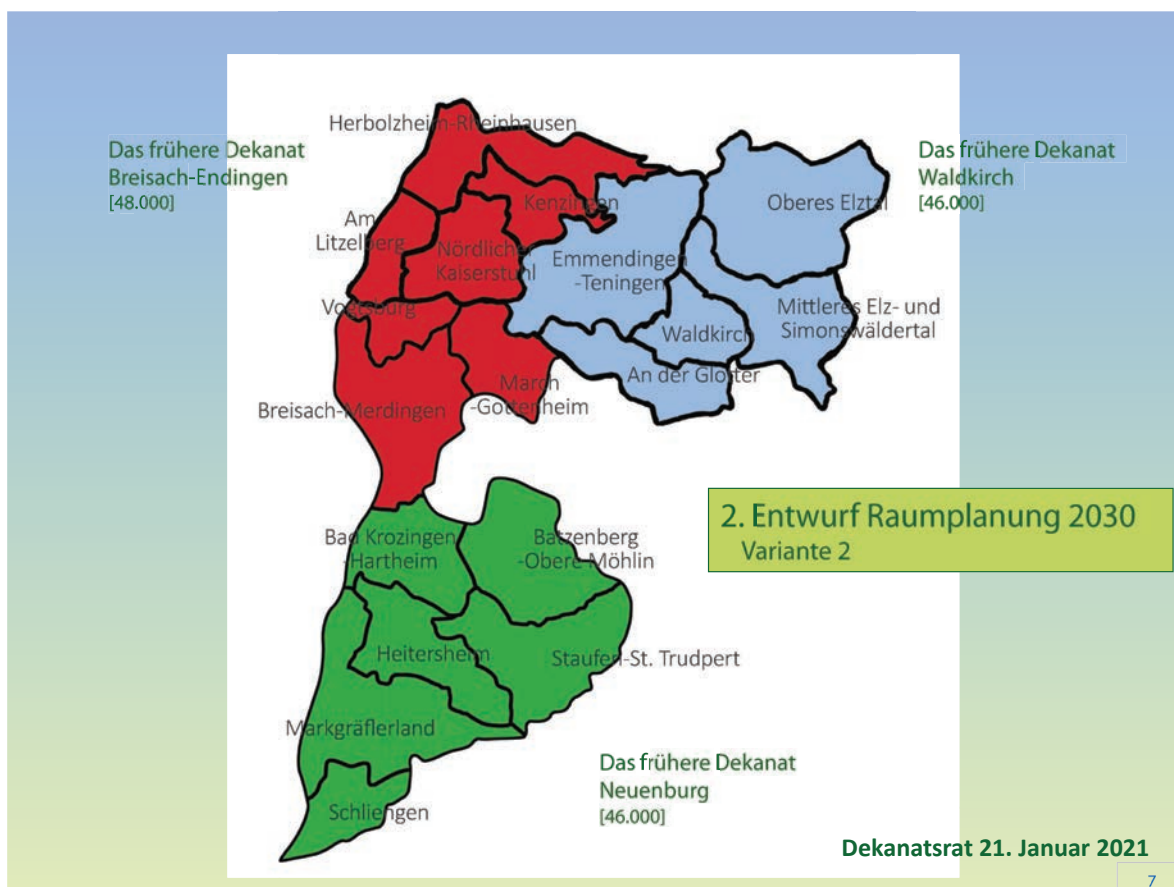 Herbolzheim-Rheinhausen
Das frühere Dekanat
Breisach-Endingen
[48.000]
Das frühere Dekanat
Waldkirch
[46.000]
Kenzingen
Oberes Elztal
Am
Litzelberg
Nördlicher
Kaiserstuhl
Emmendingen
-Teningen
Vogtsburg
Mittleres Elz- und
Simonswäldertal
Waldkirch
An der Glotter
March
-Gottenheim
Breisach-Merdingen
2. Entwurf Raumplanung 2030
Variante 2
Bad Krozingen
-Hartheim
Batzenberg
-Obere Möhlin
Heitersheim
Staufen-St. Trudpert
Markgräflerland
Das frühere Dekanat
Neuenburg
[46.000]
Schliengen
Dekanatsrat 21. Januar 2021
7